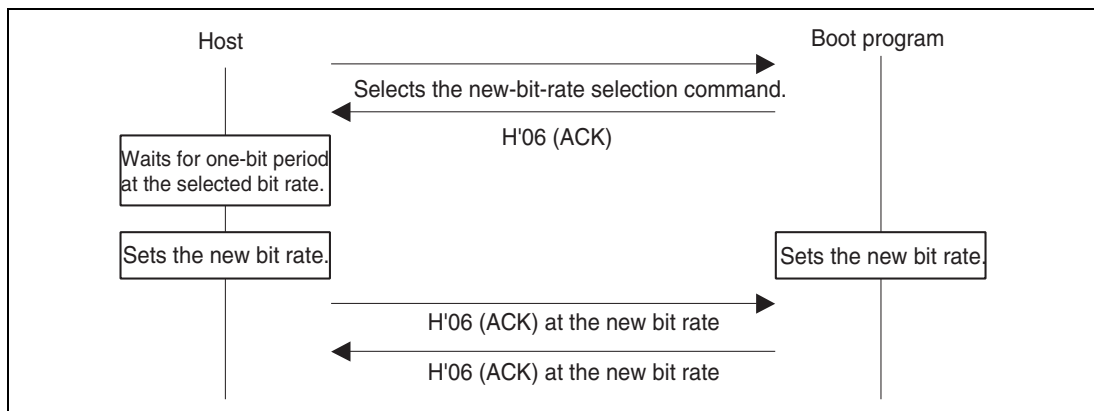 Host
Boot program
Selects the new-bit-rate selection command.
H'06 (ACK)
Waits for one-bit period
at the selected bit rate.
Sets the new bit rate.
Sets the new bit rate.
H'06 (ACK) at the new bit rate
H'06 (ACK) at the new bit rate